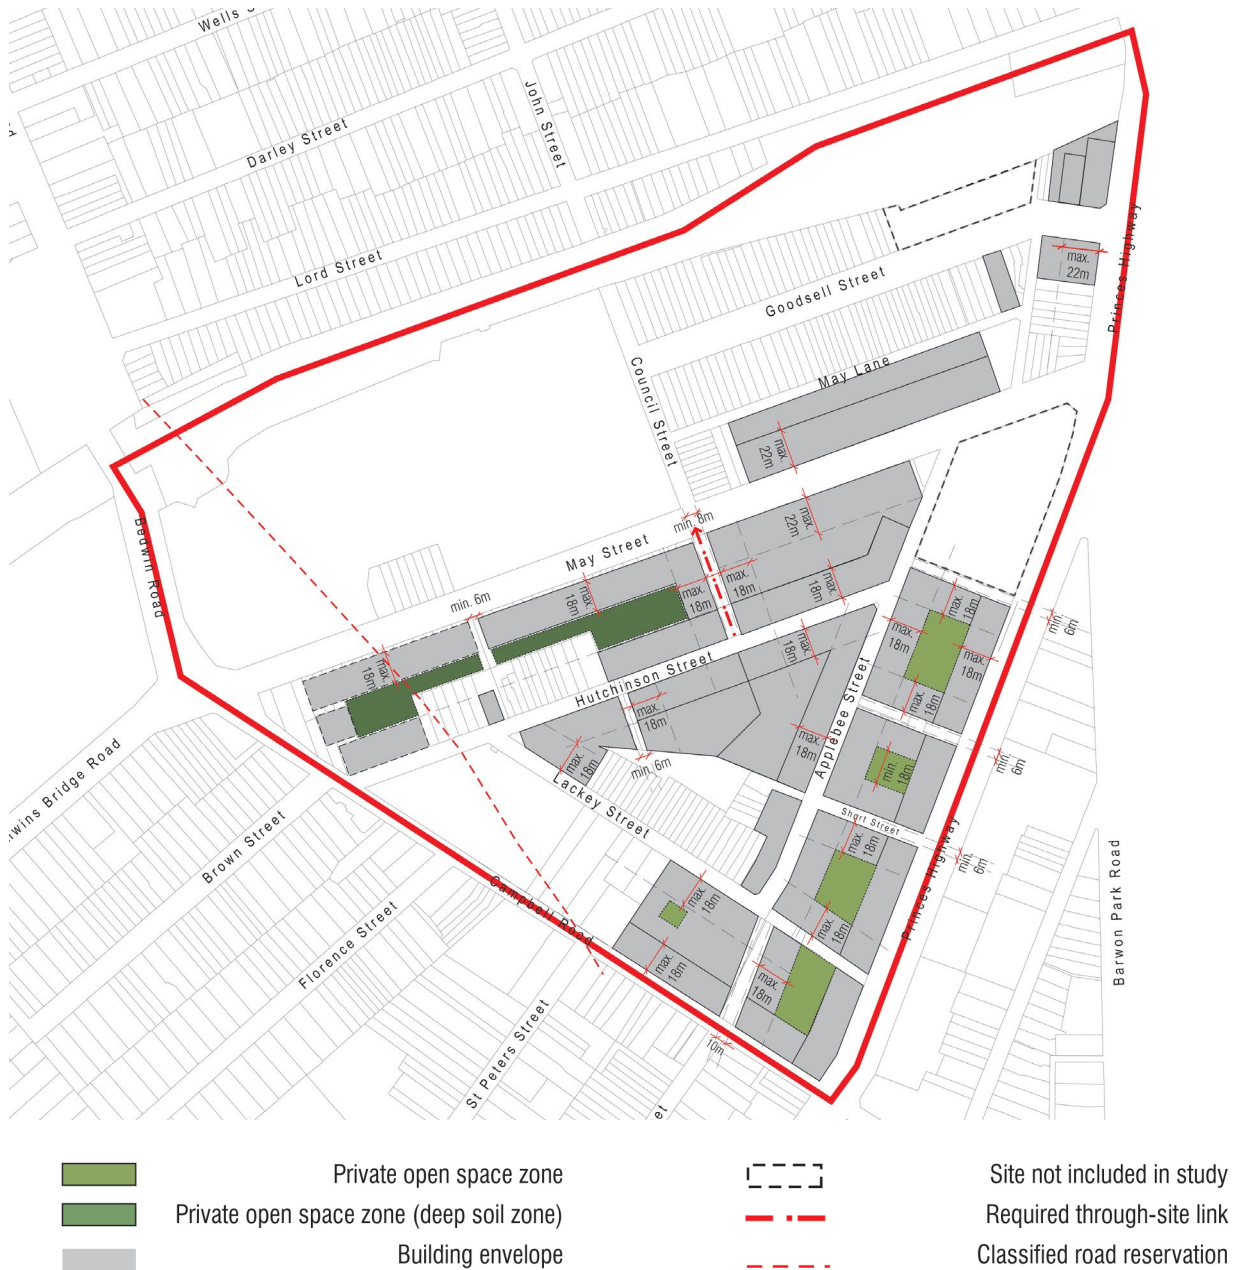 Wells
John Street
Darley Street
Lord Street
Goodsell Street
Princes Highway
max.
22m
Council Street
May Lane
max.
22m
min. 8m
max.
22m
Bedwin Road
May Street
min. 6m
max.
18m
max.
18m
max.
18m
max.
18m
max.
18m
max.
18m
min.
6m
max.
18m
max.
18m
max.
18m
Hutchinson Street
max.
18m
max.
18m
max.
18m
Applebee Street
min.
18m
min.
6m
max.
18m
min. 6m
Lackey Street
Short Street
max.
18m
min.
6m
wins Bridge Road
Brown Street
Florence Street
Campbell Road
max.
18m
max.
18m
max.
18m
max.
18m
Princes Highway
Barwon Park Road
St Peters Street
10m
et
Private open space zone
Private open space zone (deep soil zone)
Building envelope
Site not included in study
Required through-site link
Classified road reservation